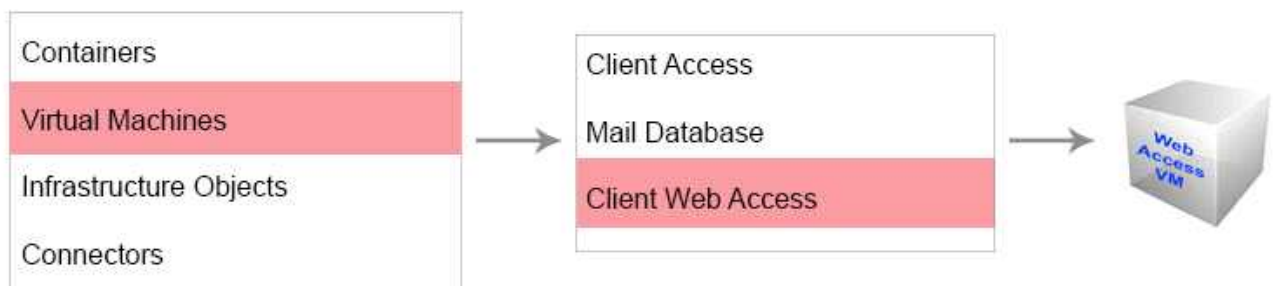 Containers
Virtual Machines
Infrastructure Objects
Connectors
Client Access
Mail Database
Client Web Access
Web
Access
VM